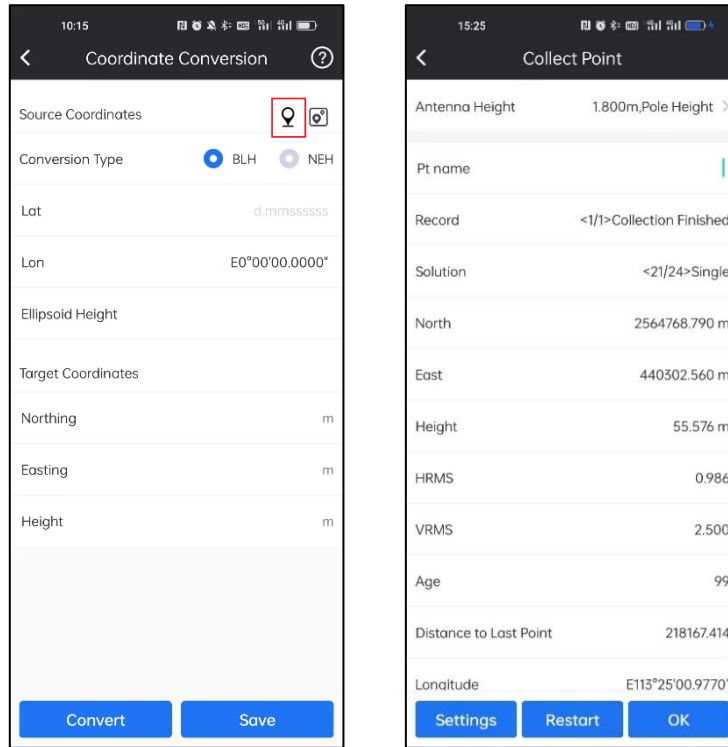 10:15
Coordinate Conversion
Source Coordinates
Conversion Type BLH NEH
Lat d.mmssssss
Lon E0°00'00.0000"
Ellipsoid Height
Target Coordinates
Northing m
Easting m
Height m
Convert Save
15:25
Collect Point
Antenna Height 1.800m,Pole Height
Pt name
Record <1/1>Collection Finished
Solution <21/24>Single
North 2564768.790 m
East 440302.560 m
Height 55.576 m
HRMS 0.986
VRMS 2.500
Age 99
Distance to Last Point 218167.414
Longitude E113°25'00.9770"
Settings Restart OK